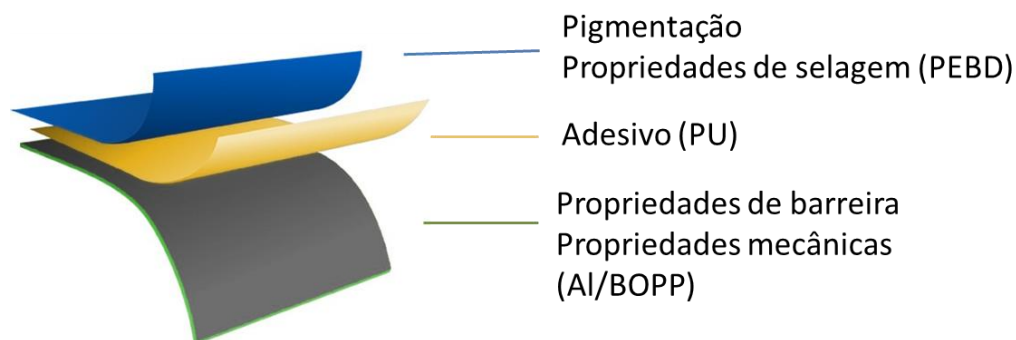 Pigmentação
Propriedades de selagem (PEBD)
Adesivo (PU)
Propriedades de barreira
Propriedades mecânicas
(Al/BOPP)